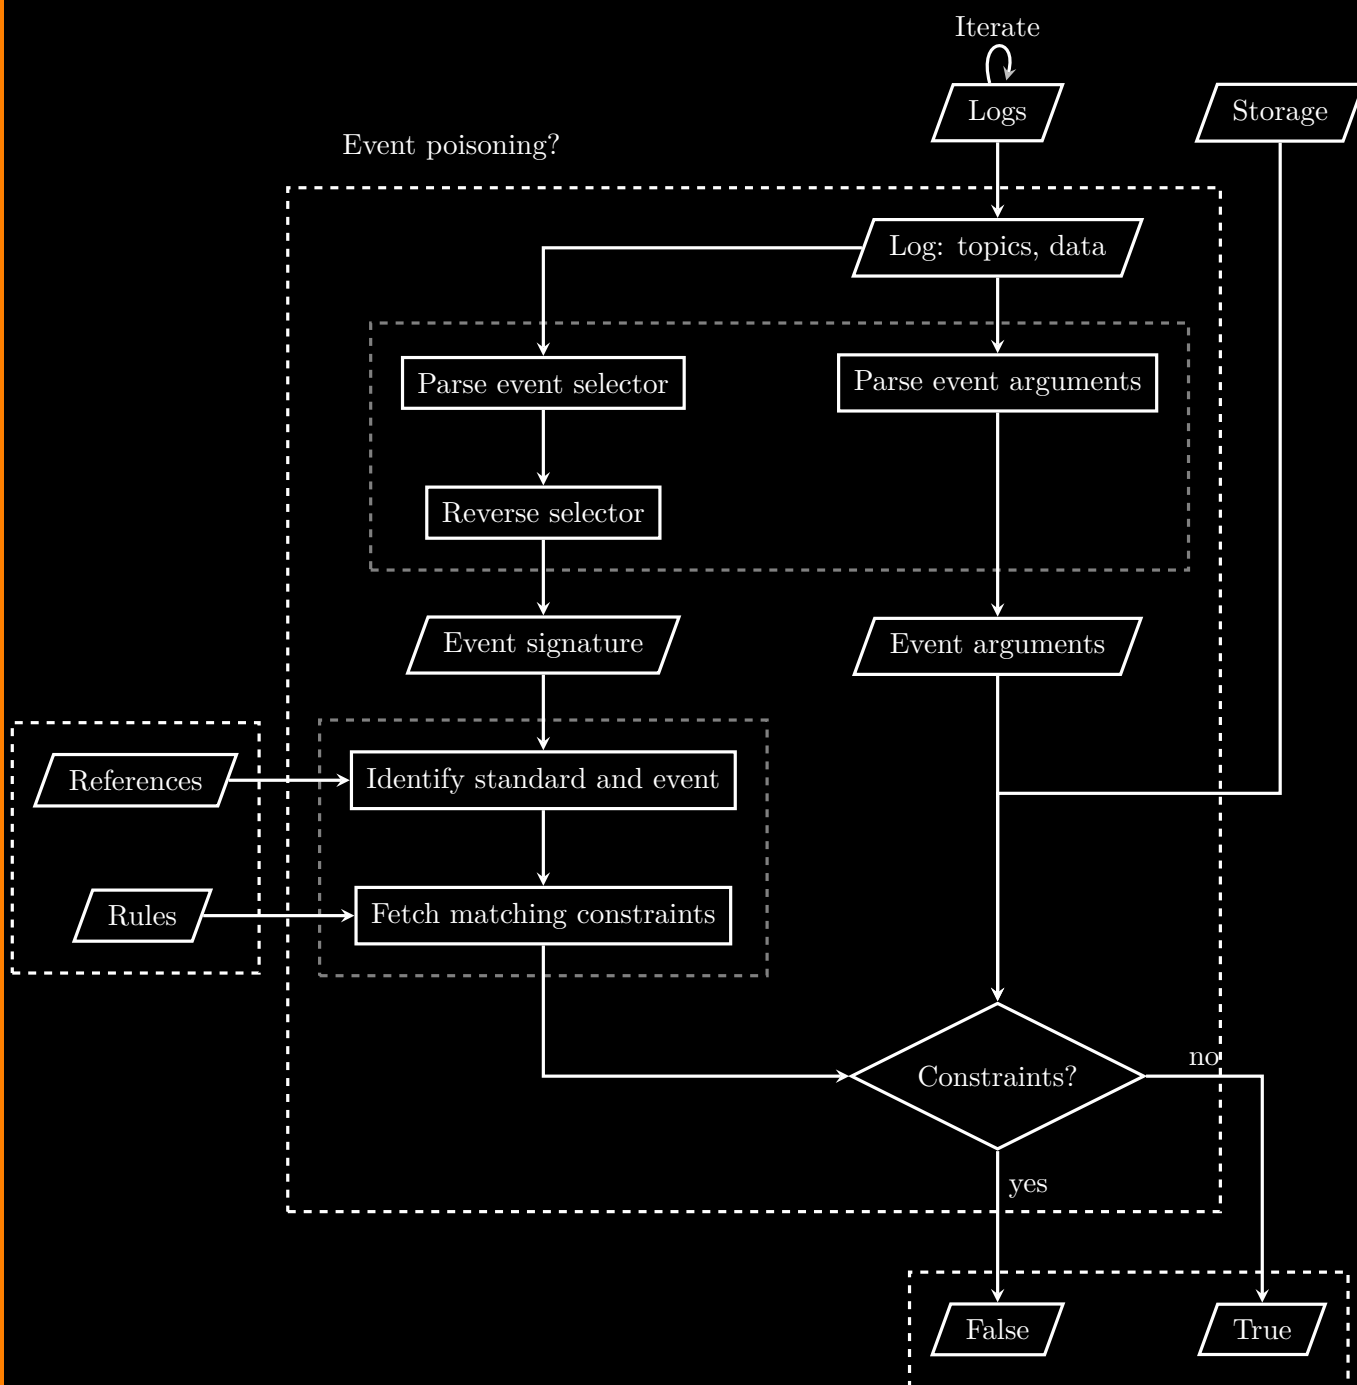 Iterate
Logs
Storage
Event poisoning?
Log: topics, data
Parse event selector
Parse event arguments
Reverse selector
Event signature
Event arguments
References
Identify standard and event
Rules
Fetch matching constraints
Constraints?
no
yes
False
True